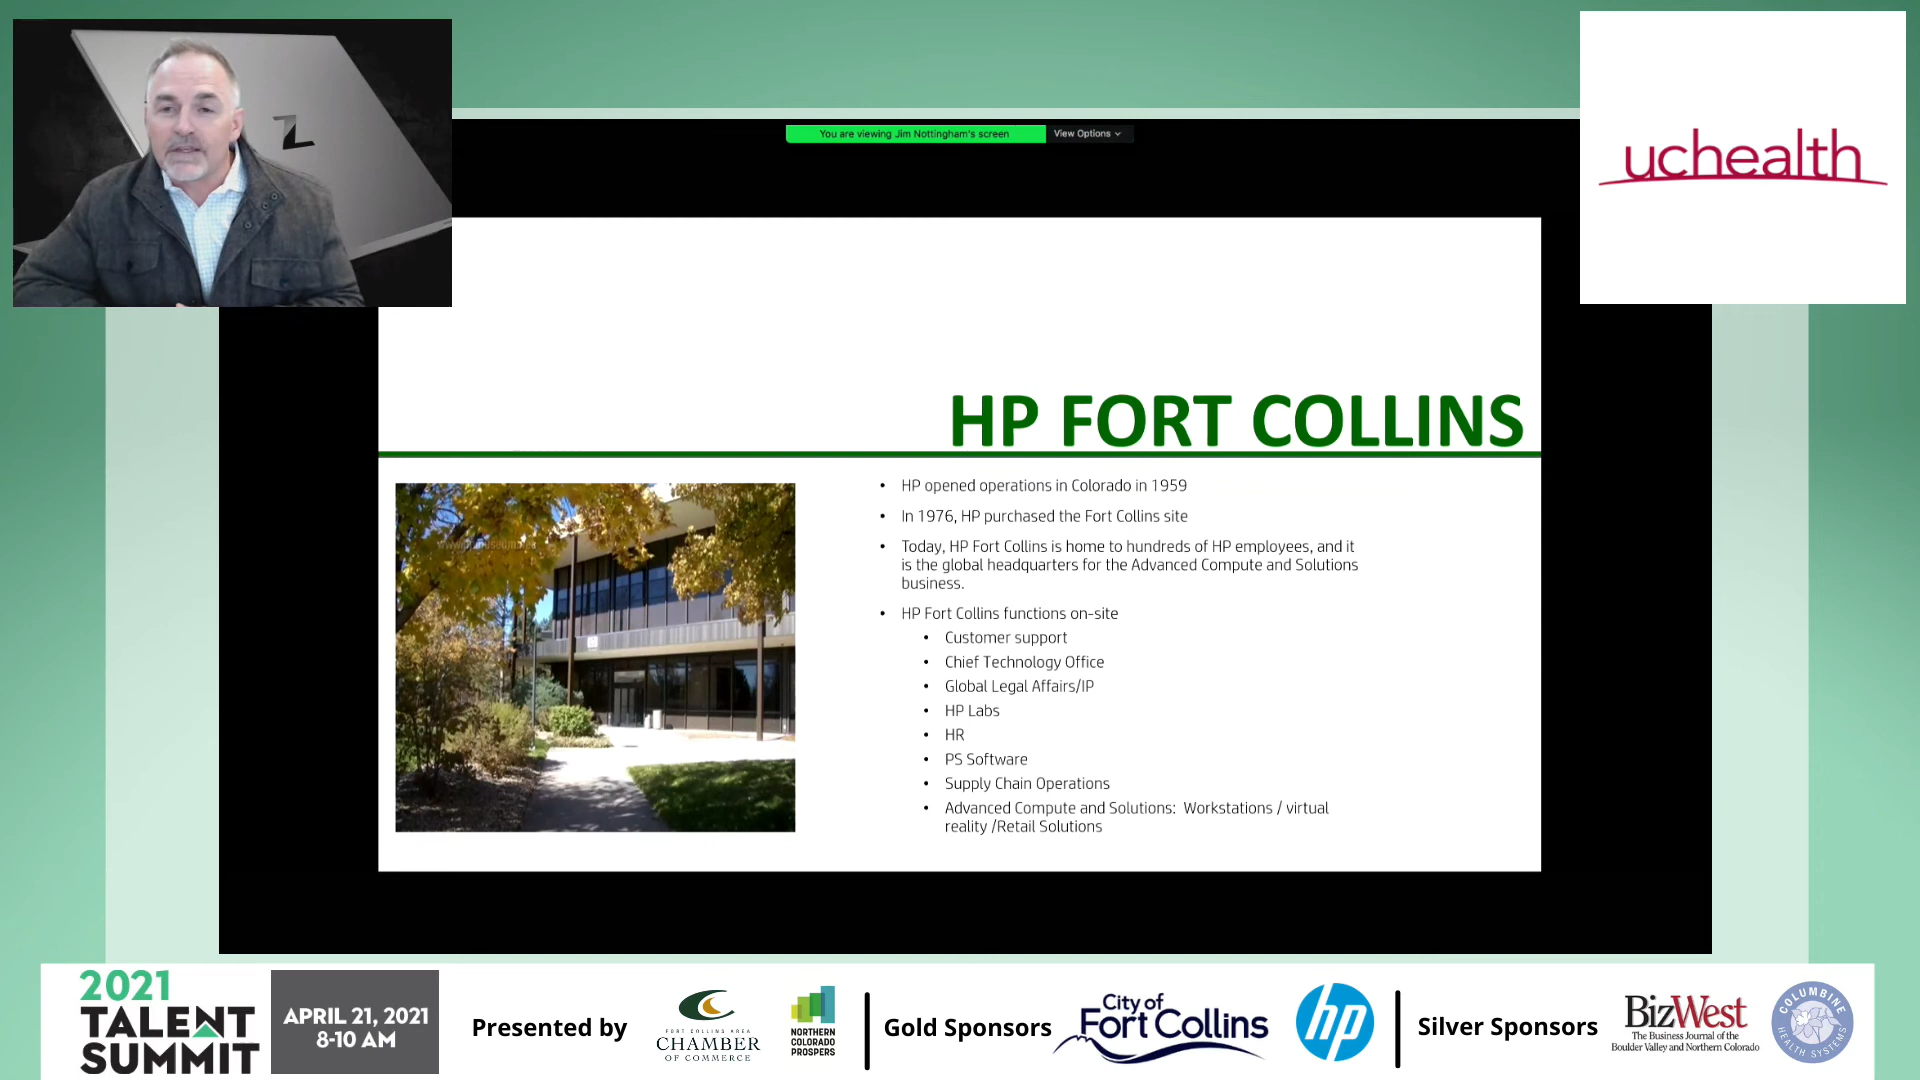 You are viewing Jim Nottingham's screen
View Options
uchealth
HP FORT COLLINS
• HP opened operations in Colorado in 1959
• In 1976, HP purchased the Fort Collins site
• Today, HP Fort Collins is home to hundreds of HP employees, and it
is the global headquarters for the Advanced Compute and Solutions
business.
• HP Fort Collins functions on-site
• Customer support
• Chief Technology Office
• Global Legal Affairs/IP
• HP Labs
• HR
• PS Software
• Supply Chain Operations
• Advanced Compute and Solutions: Workstations / virtual
reality /Retail Solutions
2021
TALENT
SUMMIT
APRIL 21, 2021
8-10 AM
Presented by
FORT COLLINS AREA
CHAMBER
OF COMMERCE
NORTHERN
COLORADO
PROSPERS
Gold Sponsors
City of
Fort Collins
hp
Silver Sponsors
BizWest
The Business Journal of the
Boulder Valley and Northern Colorado
COLUMBINE
HEALTH SYSTEMS